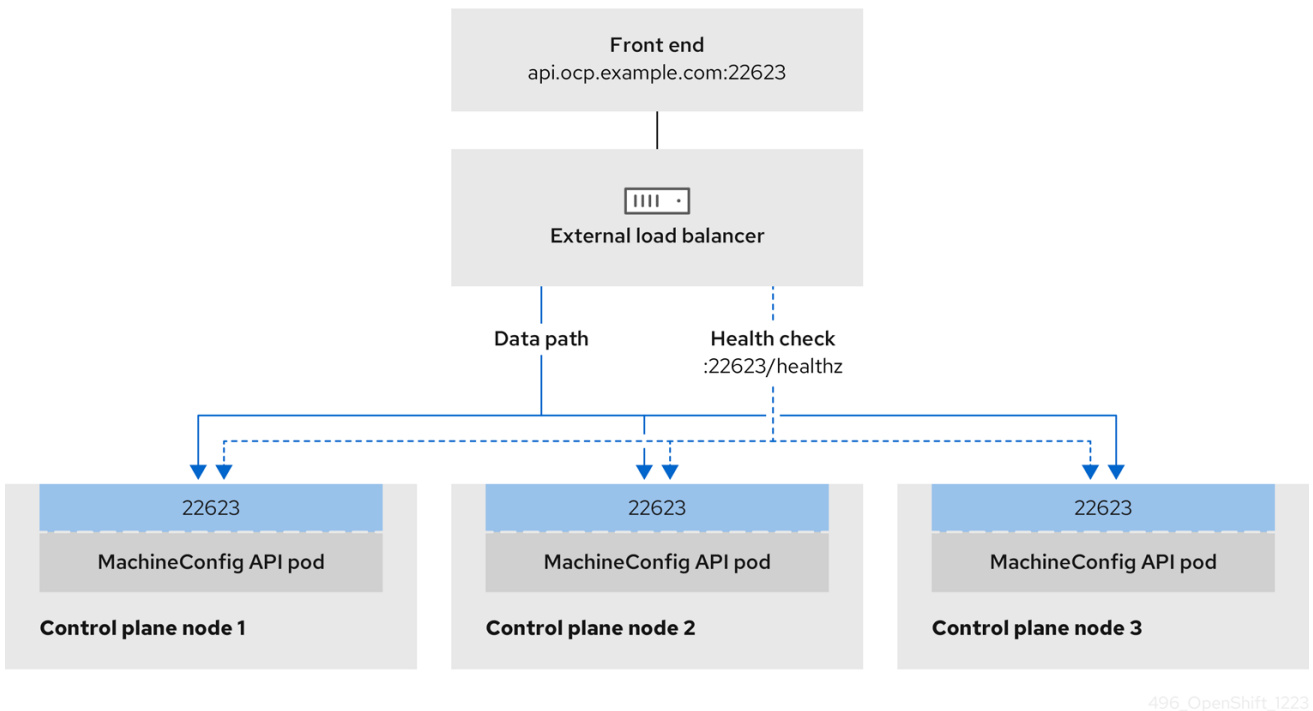 Front end
api.ocp.example.com:22623
External load balancer
Data path
Health check
:22623/healthz
22623
22623
22623
MachineConfig API pod
MachineConfig API pod
MachineConfig API pod
Control plane node 1
Control plane node 2
Control plane node 3
496_OpenShift_1223